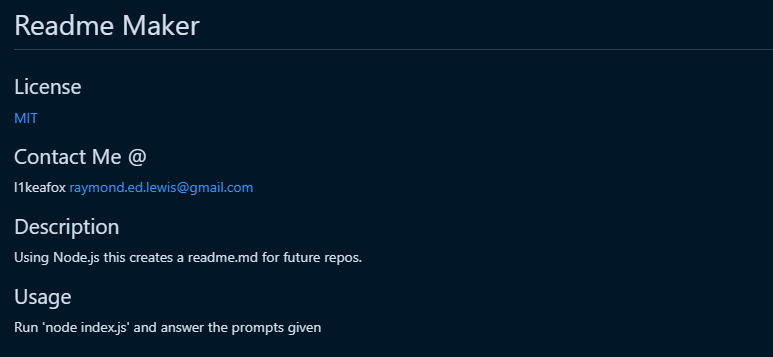 Readme Maker
License
MIT
Contact Me @
l1keafox raymond.ed.lewis@gmail.com
Description
Using Node.js this creates a readme.md for future repos.
Usage
Run 'node index.js' and answer the prompts given